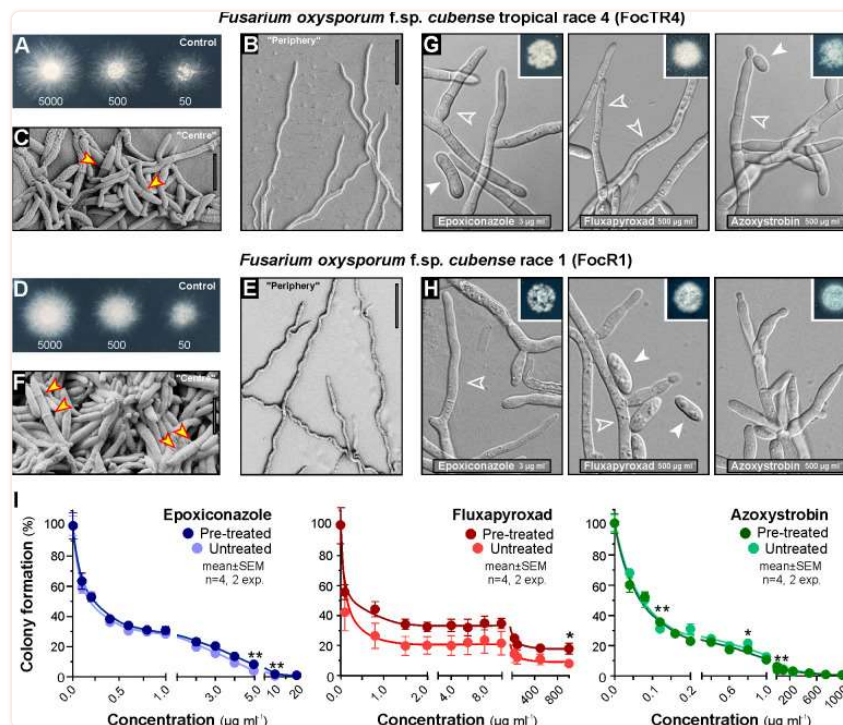 Fusarium oxysporum f.sp. cubense tropical race 4 (FocTR4)
A
Control
5000 500 50
B
"Periphery"
C
"Centre"
G
Epoxiconazole 3 µg ml
Fluxapyroxad 500 µg ml
Azoxystrobin 500 µg ml
Fusarium oxysporum f.sp. cubense race 1 (FocR1)
D
Control
5000 500 50
E
"Periphery"
F
"Centre"
H
Epoxiconazole 3 µg ml
Fluxapyroxad 500 µg ml
Azoxystrobin 500 µg ml
I
Colony formation (%)
100
80
60
40
20
0
Epoxiconazole
Pre-treated
Untreated
mean±SEM
n=4, 2 exp.
** **
0.0 0.5 1.0 3.0 5.0 10 20
Concentration (µg ml-1)
100
80
60
40
20
0
Fluxapyroxad
Pre-treated
Untreated
mean±SEM
n=4, 2 exp.
*
0.0 1.0 2.0 4.0 8.0 400 800
Concentration (µg ml-1)
100
80
60
40
20
0
Azoxystrobin
Pre-treated
Untreated
mean±SEM
n=4, 2 exp.
** * **
0.0 0.1 0.2 0.6 1.0 200 600 1000
Concentration (µg ml-1)